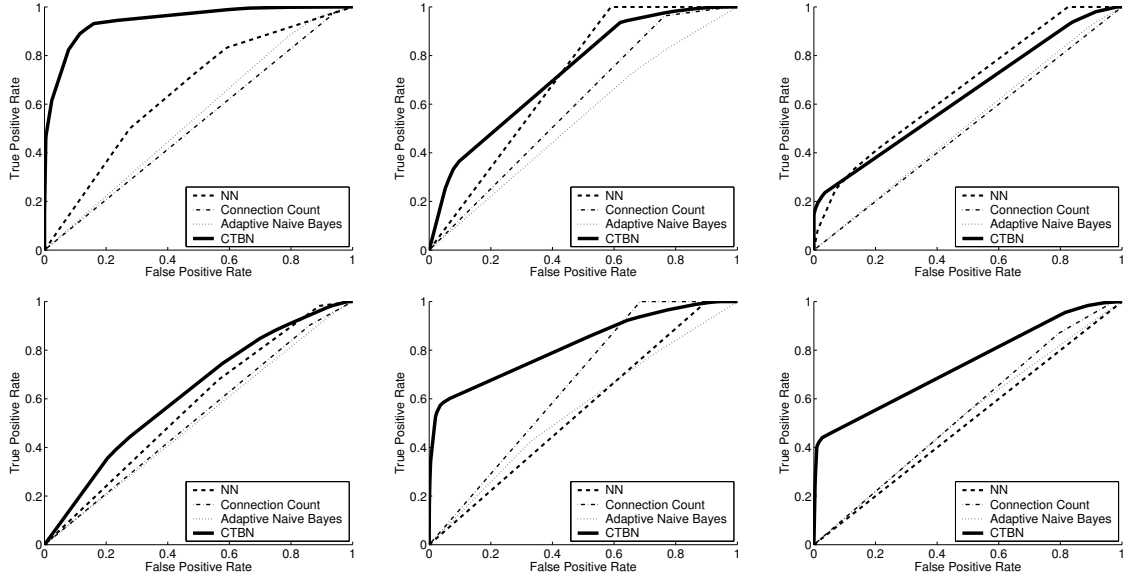 1
0.8
0.6
0.4
0.2
0
0 0.2 0.4 0.6 0.8 1
True Positive Rate
False Positive Rate
NN
Connection Count
Adaptive Naive Bayes
CTBN
1
0.8
0.6
0.4
0.2
0
0 0.2 0.4 0.6 0.8 1
True Positive Rate
False Positive Rate
NN
Connection Count
Adaptive Naive Bayes
CTBN
1
0.8
0.6
0.4
0.2
0
0 0.2 0.4 0.6 0.8 1
True Positive Rate
False Positive Rate
NN
Connection Count
Adaptive Naive Bayes
CTBN
1
0.8
0.6
0.4
0.2
0
0 0.2 0.4 0.6 0.8 1
True Positive Rate
False Positive Rate
NN
Connection Count
Adaptive Naive Bayes
CTBN
1
0.8
0.6
0.4
0.2
0
0 0.2 0.4 0.6 0.8 1
True Positive Rate
False Positive Rate
NN
Connection Count
Adaptive Naive Bayes
CTBN
1
0.8
0.6
0.4
0.2
0
0 0.2 0.4 0.6 0.8 1
True Positive Rate
False Positive Rate
NN
Connection Count
Adaptive Naive Bayes
CTBN